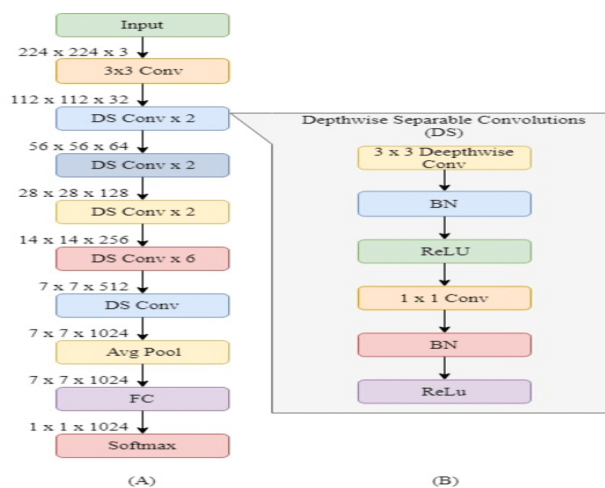 Input
224 x 224 x 3
3x3 Conv
112 x 112 x 32
DS Conv x 2
56 x 56 x 64
DS Conv x 2
28 x 28 x 128
DS Conv x 2
14 x 14 x 256
DS Conv x 6
7 x 7 x 512
DS Conv
7 x 7 x 1024
Avg Pool
7 x 7 x 1024
FC
1 x 1 x 1024
Softmax
(A)
Depthwise Separable Convolutions
(DS)
3 x 3 Deepthwise
Conv
BN
ReLU
1 x 1 Conv
BN
ReLu
(B)